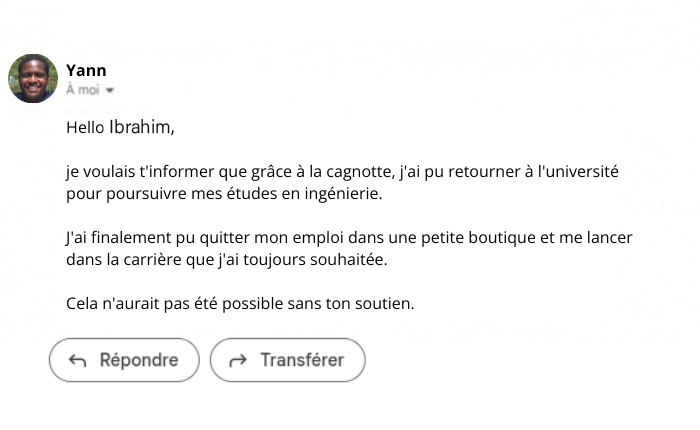 Yann
À moi
Hello Ibrahim,
je voulais t'informer que grâce à la cagnotte, j'ai pu retourner à l'université
pour poursuivre mes études en ingénierie.
J'ai finalement pu quitter mon emploi dans une petite boutique et me lancer
dans la carrière que j'ai toujours souhaitée.
Cela n'aurait pas été possible sans ton soutien.
Répondre
Transférer